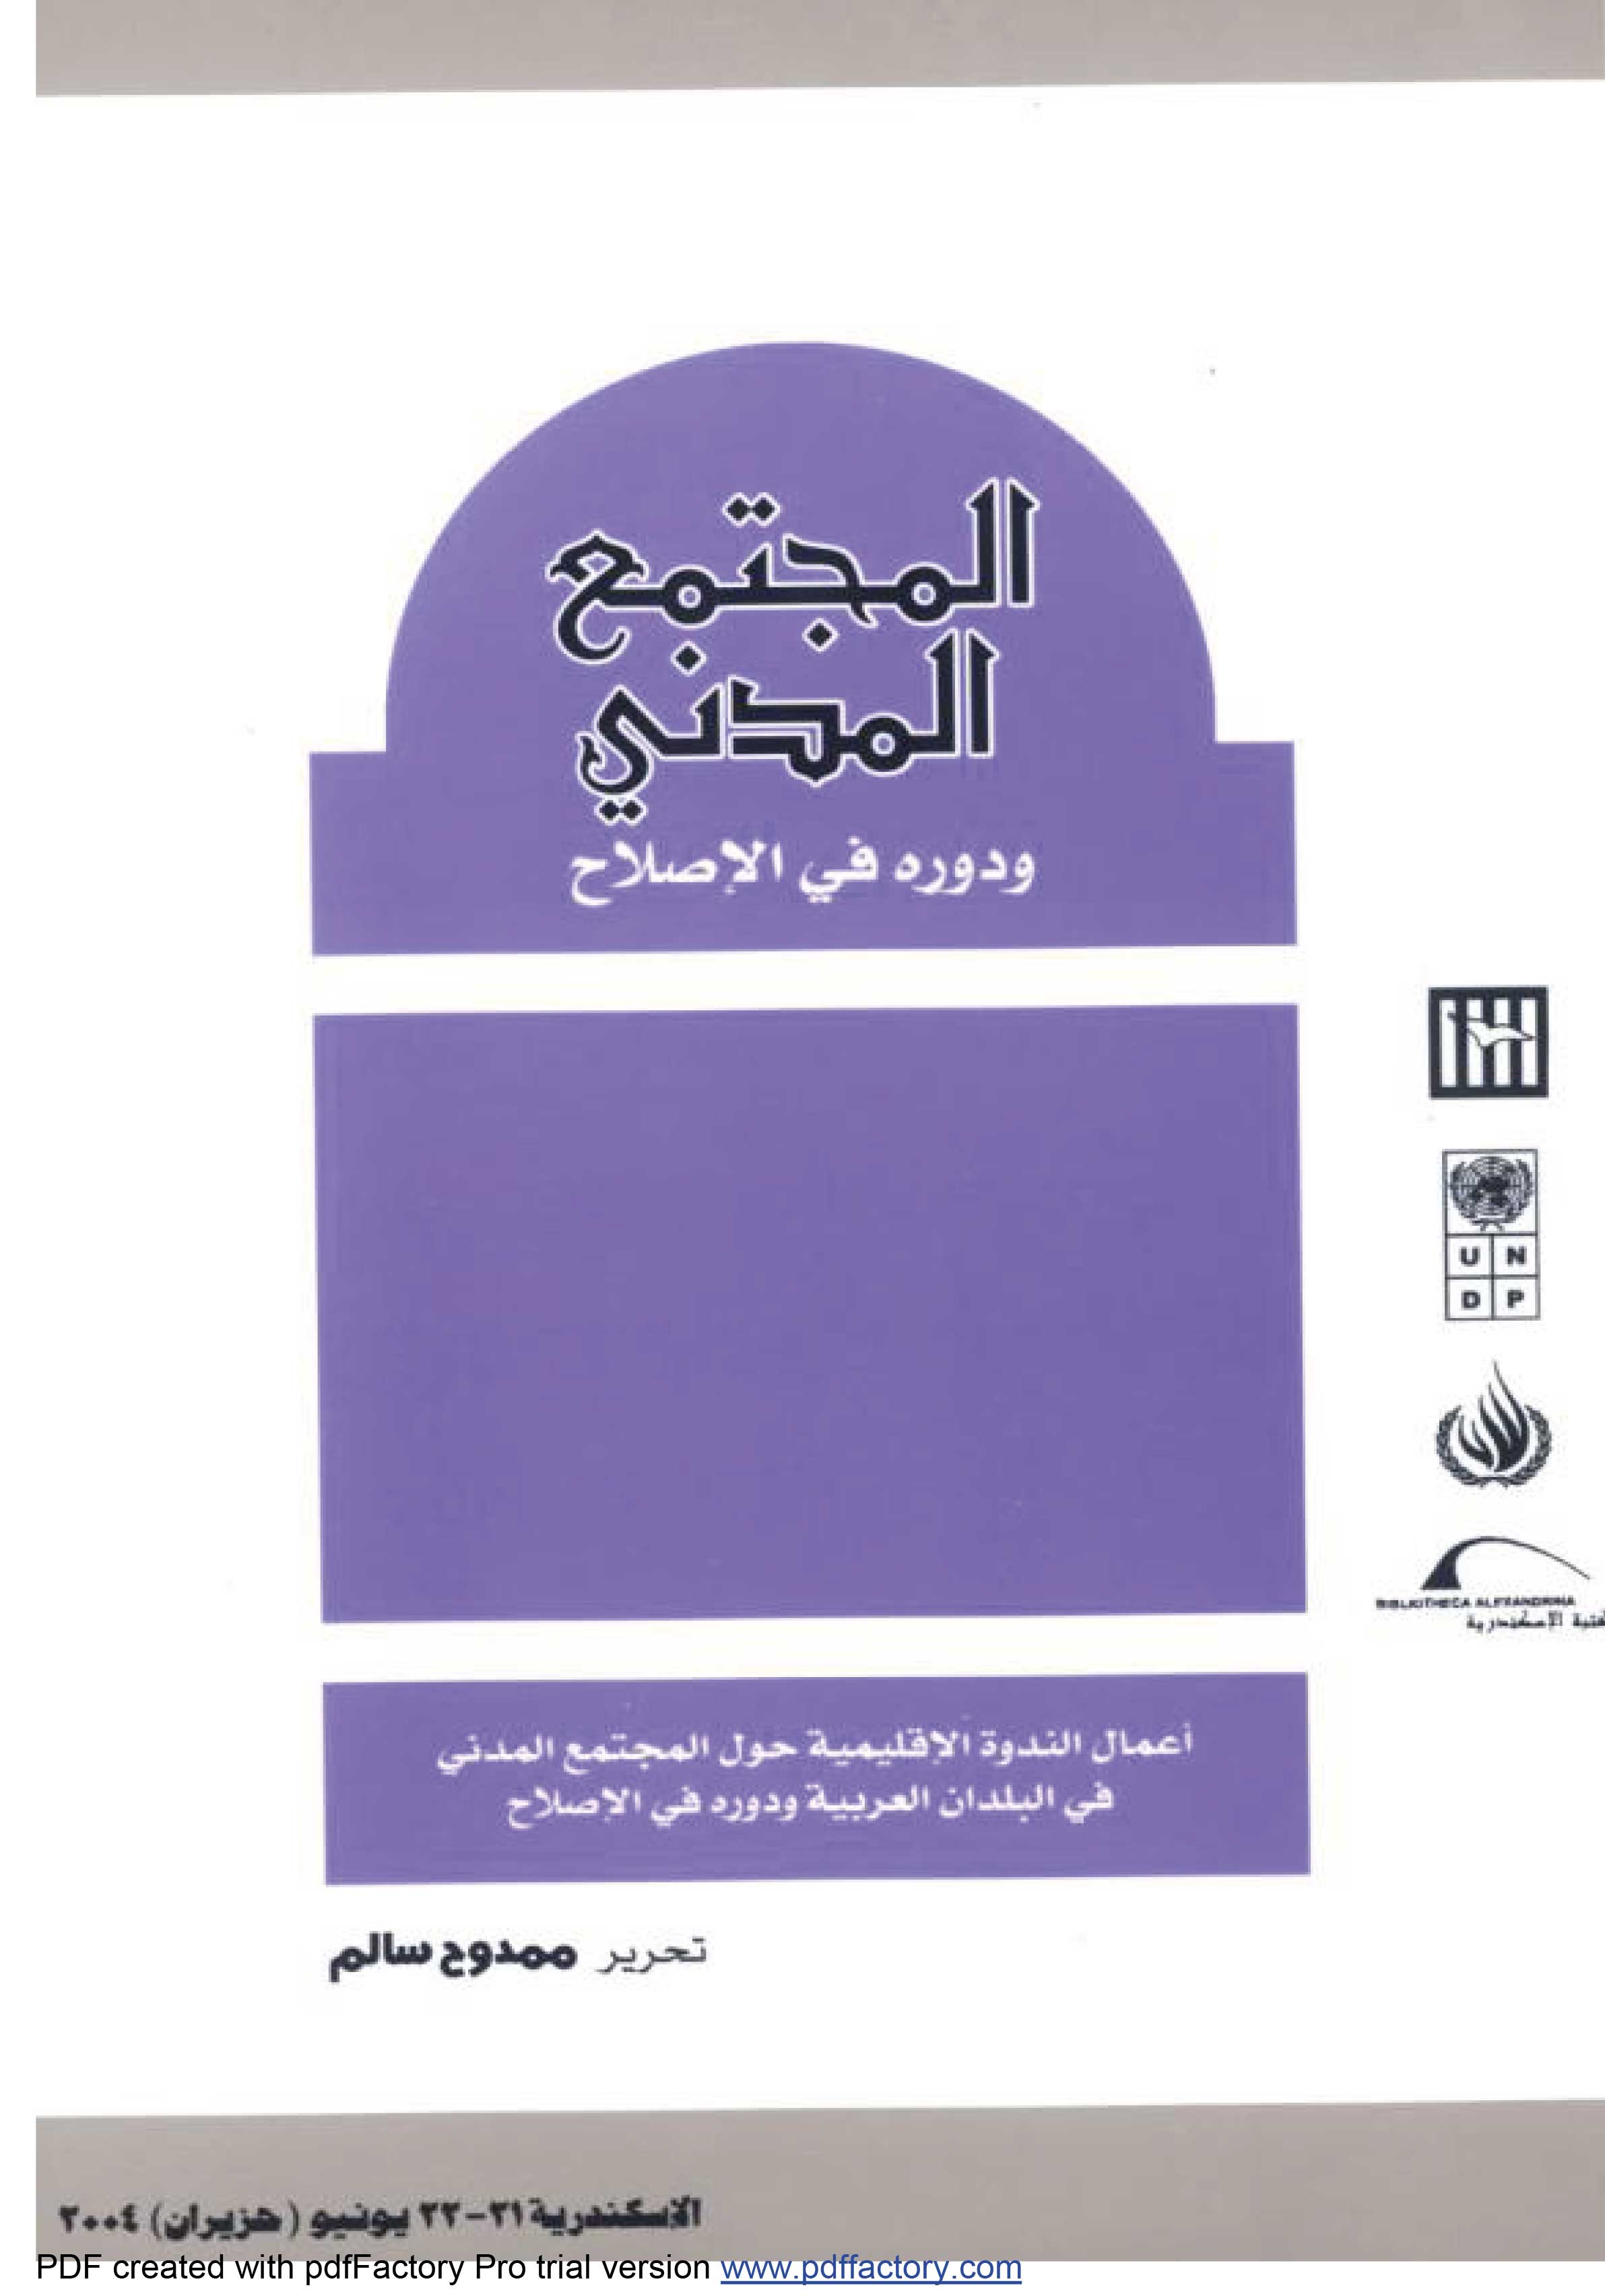 المجتمع
المدني
ودوره في الإصلاح
U N
D P
BIBLIOTHECA ALEXANDRINA
الإسكندرية
أعمال الندوة الإقليمية حول المجتمع المدني
في البلدان العربية ودوره في الإصلاح
تحرير ممدوح سالم
الإسكندرية ٢١-٢٢ يونيو (حزيران) ٢٠٠٤
PDF created with pdfFactory Pro trial version www.pdffactory.com